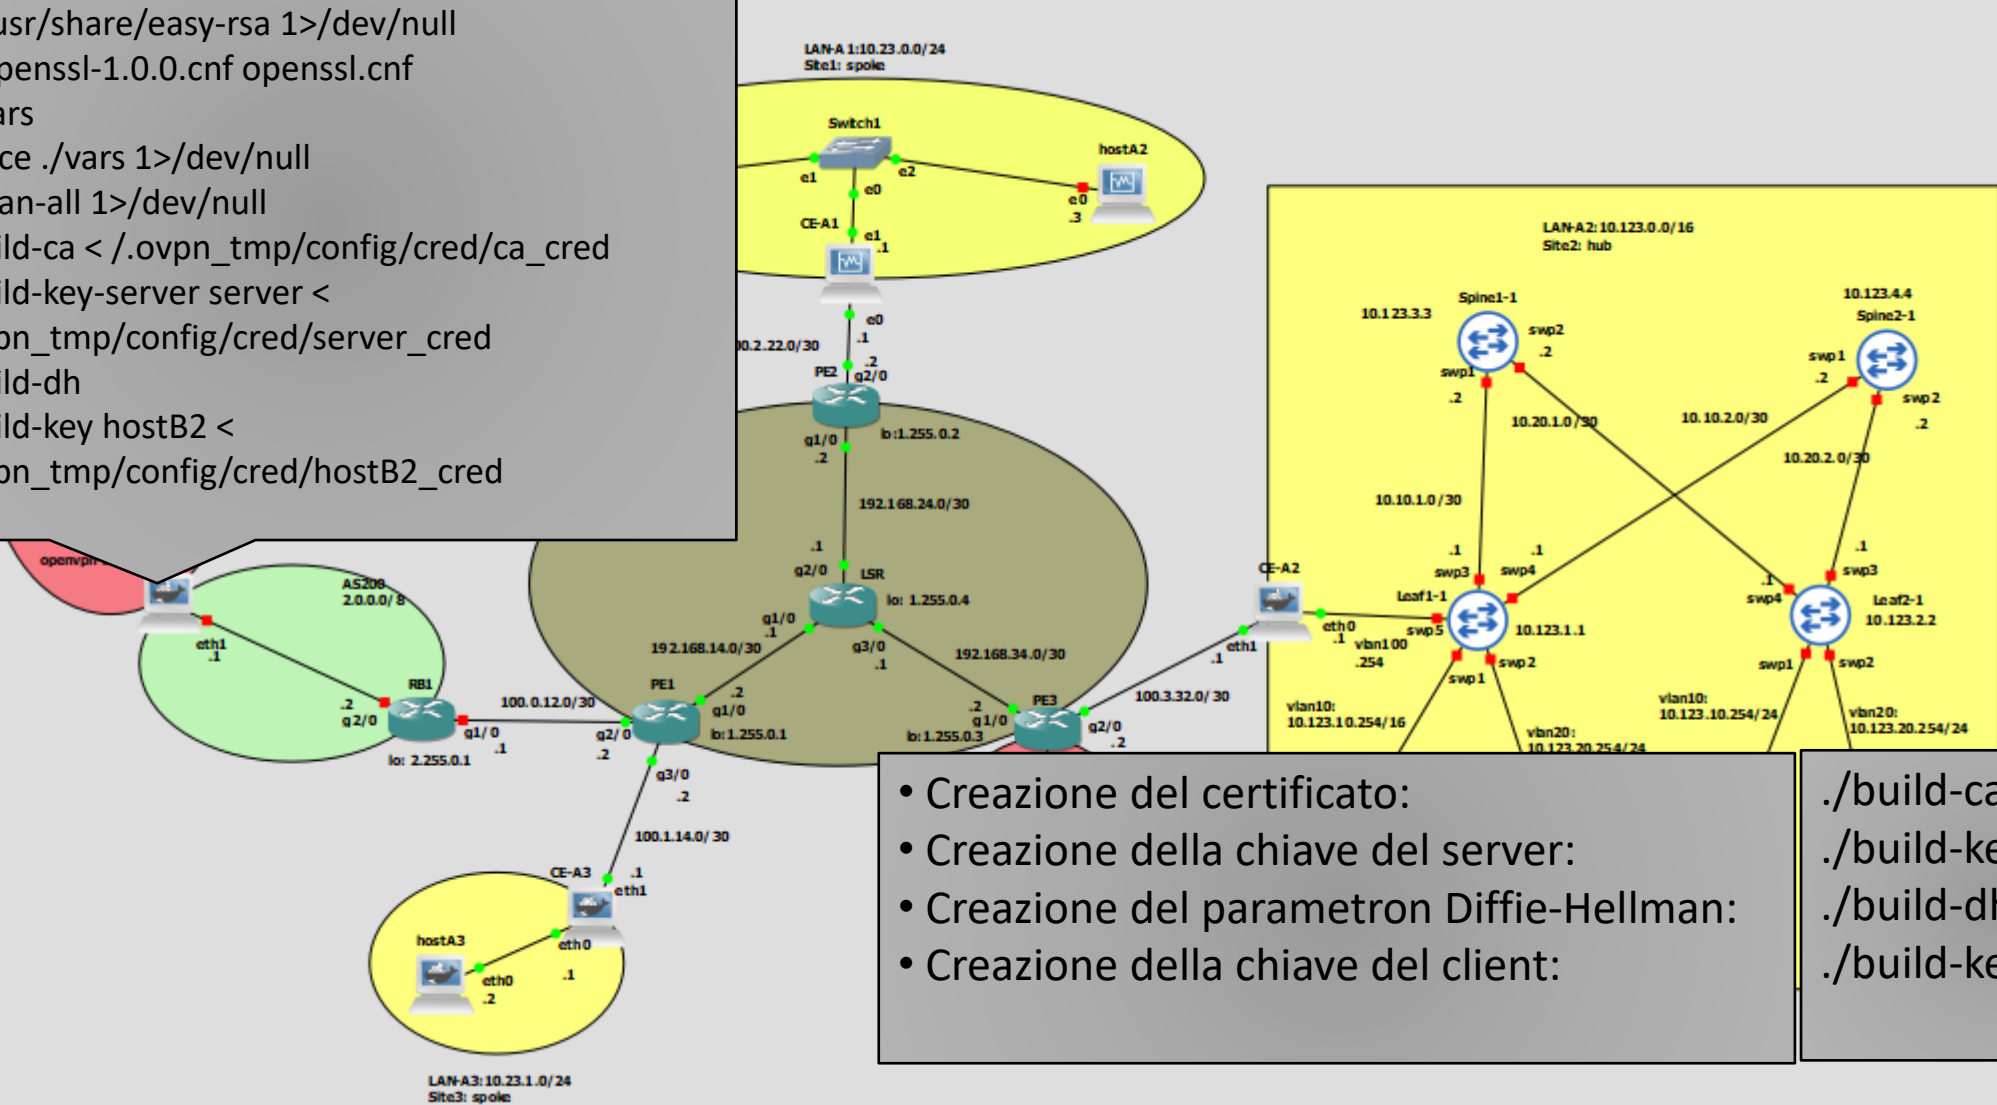 usr/share/easy-rsa 1>/dev/null
penssl-1.0.0.cnf openssl.cnf
ars
ce ./vars 1>/dev/null
an-all 1>/dev/null
ild-ca < /.ovpn_tmp/config/cred/ca_cred
ild-key-server server <
pn_tmp/config/cred/server_cred
ild-dh
ild-key hostB2 <
pn_tmp/config/cred/hostB2_cred
LAN-A 1:10.23.0.0/24
Site1: spoke
Switch1
hostA2
e1
e2
e0
e0
.3
CE-A1
e1
.1
e0
.1
0.2.22.0/30
.2
PE2
g2/0
lo:1.255.0.2
g1/0
.2
192.168.24.0/30
.1
g2/0
LSR
lo: 1.255.0.4
g1/0
.1
g3/0
.1
192.168.14.0/30
192.168.34.0/30
PE1
.2
g1/0
lo:1.255.0.1
g2/0
.2
g3/0
.2
100.0.12.0/30
PE3
.2
g1/0
lo:1.255.0.3
g2/0
.2
100.3.32.0/30
openvpn
AS200
2.0.0.0/8
eth1
.1
RB1
.2
g2/0
g1/0
.1
lo: 2.255.0.1
100.1.14.0/30
CE-A3
.1
eth1
eth0
.1
hostA3
eth0
.2
LAN-A3:10.23.1.0/24
Site3: spoke
LAN-A2:10.123.0.0/16
Site2: hub
Spine1-1
10.123.3.3
swp2
.2
swp1
.2
10.123.4.4
Spine2-1
swp1
.2
swp2
.2
10.20.1.0/30
10.10.2.0/30
10.20.2.0/30
10.10.1.0/30
CE-A2
eth1
.1
eth0
.1
vlan100
.254
.1
swp3
.1
swp4
Leaf1-1
swp5
10.123.1.1
swp1
swp2
.1
swp4
.1
swp3
Leaf2-1
10.123.2.2
swp1
swp2
vlan10:
10.123.10.254/16
vlan20:
10.123.20.254/24
vlan10:
10.123.10.254/24
vlan20:
10.123.20.254/24
• Creazione del certificato:
• Creazione della chiave del server:
• Creazione del parametron Diffie-Hellman:
• Creazione della chiave del client:
./build-ca
./build-ke
./build-dh
./build-ke